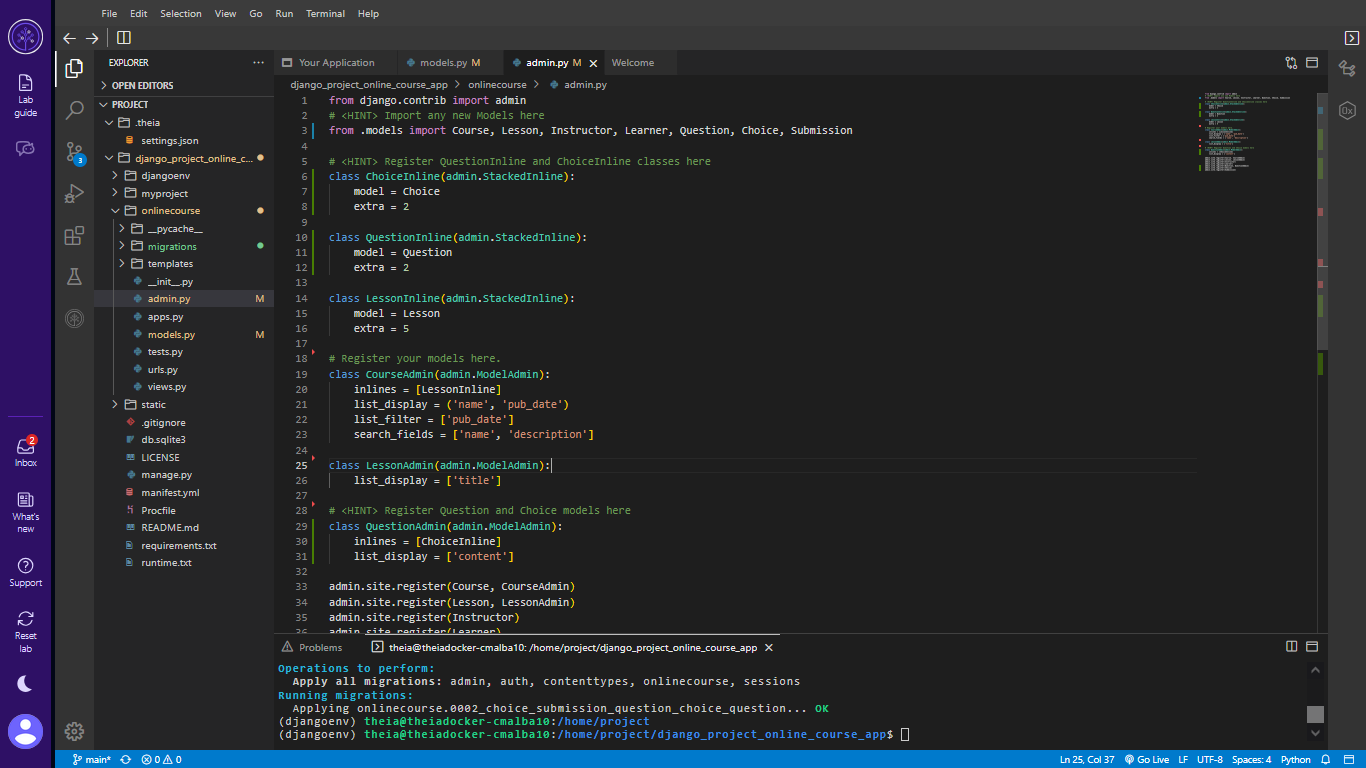 File Edit Selection View Go Run Terminal Help
Lab guide
Inbox 2
What's new
Support
Reset lab
EXPLORER
OPEN EDITORS
PROJECT
.theia
settings.json
django_project_online_c...
djangoenv
myproject
onlinecourse
__pycache__
migrations
templates
__init__.py
admin.py M
apps.py
models.py M
tests.py
urls.py
views.py
static
.gitignore
db.sqlite3
LICENSE
manage.py
manifest.yml
Procfile
README.md
requirements.txt
runtime.txt
3
Your Application models.py M admin.py M Welcome
django_project_online_course_app > onlinecourse > admin.py
1 from django.contrib import admin
2 # <HINT> Import any new Models here
3 from .models import Course, Lesson, Instructor, Learner, Question, Choice, Submission
4
5 # <HINT> Register QuestionInline and ChoiceInline classes here
6 class ChoiceInline(admin.StackedInline):
7 model = Choice
8 extra = 2
9
10 class QuestionInline(admin.StackedInline):
11 model = Question
12 extra = 2
13
14 class LessonInline(admin.StackedInline):
15 model = Lesson
16 extra = 5
17
18 # Register your models here.
19 class CourseAdmin(admin.ModelAdmin):
20 inlines = [LessonInline]
21 list_display = ('name', 'pub_date')
22 list_filter = ['pub_date']
23 search_fields = ['name', 'description']
24
25 class LessonAdmin(admin.ModelAdmin):
26 list_display = ['title']
27
28 # <HINT> Register Question and Choice models here
29 class QuestionAdmin(admin.ModelAdmin):
30 inlines = [ChoiceInline]
31 list_display = ['content']
32
33 admin.site.register(Course, CourseAdmin)
34 admin.site.register(Lesson, LessonAdmin)
35 admin.site.register(Instructor)
36 admin.site.register(Learner)
Problems theia@theiadocker-cmalba10: /home/project/django_project_online_course_app
Operations to perform:
Apply all migrations: admin, auth, contenttypes, onlinecourse, sessions
Running migrations:
Applying onlinecourse.0002_choice_submission_question_choice_question... OK
(djangoenv) theia@theiadocker-cmalba10:/home/project
(djangoenv) theia@theiadocker-cmalba10:/home/project/django_project_online_course_app$
main* 0 0 Ln 25, Col 37 Go Live LF UTF-8 Spaces: 4 Python